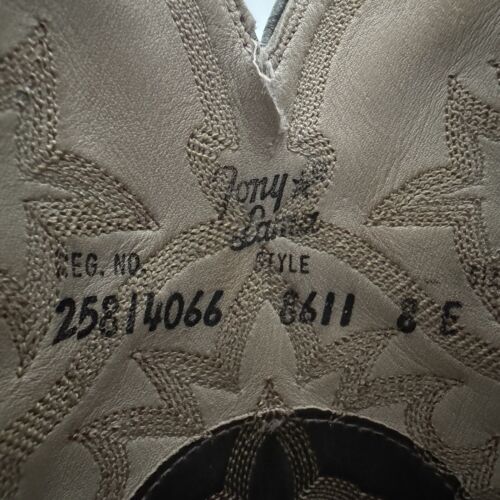 Tony Lama
REG. NO. STYLE
25814066 8611 8 E